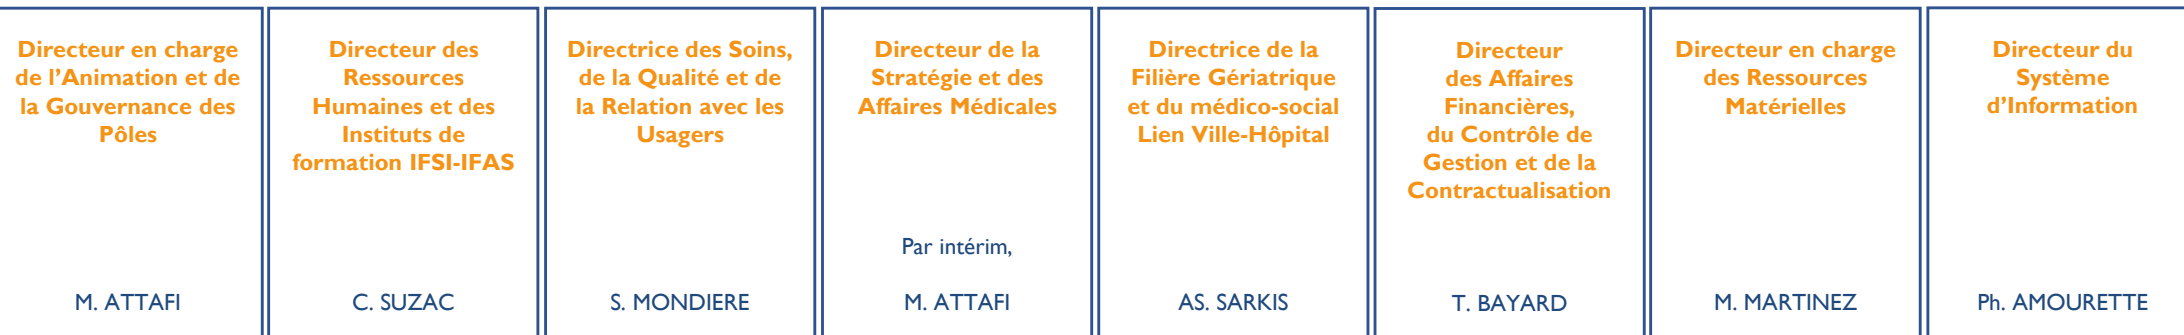 Directeur en charge
de l’Animation et de
la Gouvernance des
Pôles
M. ATTAFI
Directeur des
Ressources
Humaines et des
Instituts de
formation IFSI-IFAS
C. SUZAC
Directrice des Soins,
de la Qualité et de
la Relation avec les
Usagers
S. MONDIERE
Directeur de la
Stratégie et des
Affaires Médicales
Par intérim,
M. ATTAFI
Directrice de la
Filière Gériatrique
et du médico-social
Lien Ville-Hôpital
AS. SARKIS
Directeur
des Affaires
Financières,
du Contrôle de
Gestion et de la
Contractualisation
T. BAYARD
Directeur en charge
des Ressources
Matérielles
M. MARTINEZ
Directeur du
Système
d’Information
Ph. AMOURETTE